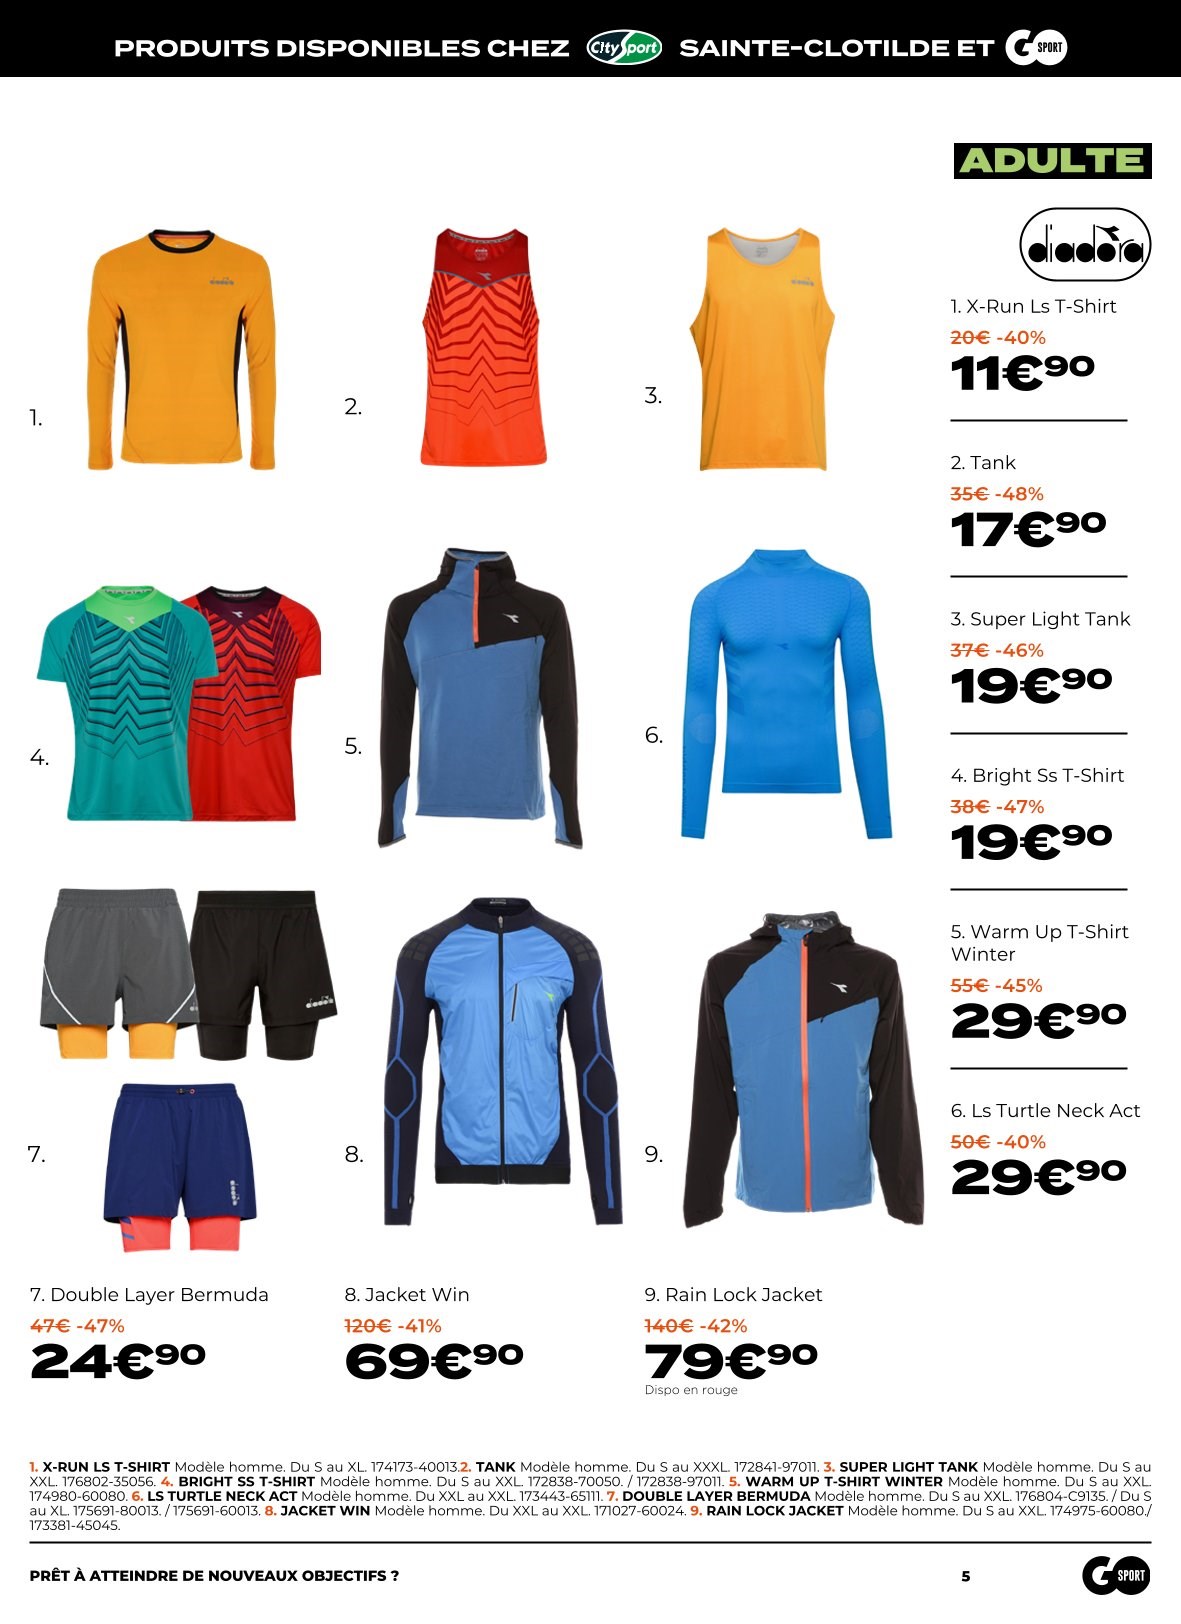 PRODUITS DISPONIBLES CHEZ CitySport SAINTE-CLOTILDE ET GO SPORT
ADULTE
diadora
1. X-Run Ls T-Shirt
20€ -40%
11€90
2. Tank
35€ -48%
17€90
3. Super Light Tank
37€ -46%
19€90
4. Bright Ss T-Shirt
38€ -47%
19€90
5. Warm Up T-Shirt
Winter
55€ -45%
29€90
6. Ls Turtle Neck Act
50€ -40%
29€90
1.
2.
3.
4.
5.
6.
7.
8.
9.
7. Double Layer Bermuda
47€ -47%
24€90
8. Jacket Win
120€ -41%
69€90
9. Rain Lock Jacket
140€ -42%
79€90
Dispo en rouge
1. X-RUN LS T-SHIRT Modèle homme. Du S au XL. 174173-40013.2. TANK Modèle homme. Du S au XXXL. 172841-97011. 3. SUPER LIGHT TANK Modèle homme. Du S au
XXL. 176802-35056. 4. BRIGHT SS T-SHIRT Modèle homme. Du S au XXL. 172838-70050. / 172838-97011. 5. WARM UP T-SHIRT WINTER Modèle homme. Du S au XXL.
174980-60080. 6. LS TURTLE NECK ACT Modèle homme. Du XXL au XXL. 173443-65111. 7. DOUBLE LAYER BERMUDA Modèle homme. Du S au XXL. 176804-C9135. / Du S
au XL. 175691-80013. / 175691-60013. 8. JACKET WIN Modèle homme. Du XXL au XXL. 171027-60024. 9. RAIN LOCK JACKET Modèle homme. Du S au XXL. 174975-60080./
173381-45045.
PRÊT À ATTEINDRE DE NOUVEAUX OBJECTIFS ?
5
GO SPORT